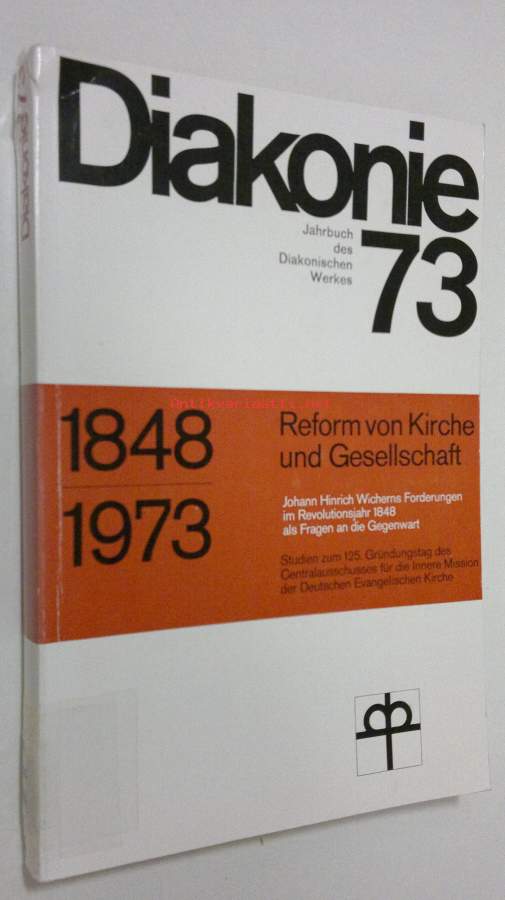 Diakonie 73
Diakonie
73
Jahrbuch
des
Diakonischen
Werkes
Antikvariaatti.net
1848
1973
Reform von Kirche
und Gesellschaft
Johann Hinrich Wicherns Forderungen
im Revolutionsjahr 1848
als Fragen an die Gegenwart
Studien zum 125. Gründungstag des
Centralausschusses für die Innere Mission
der Deutschen Evangelischen Kirche